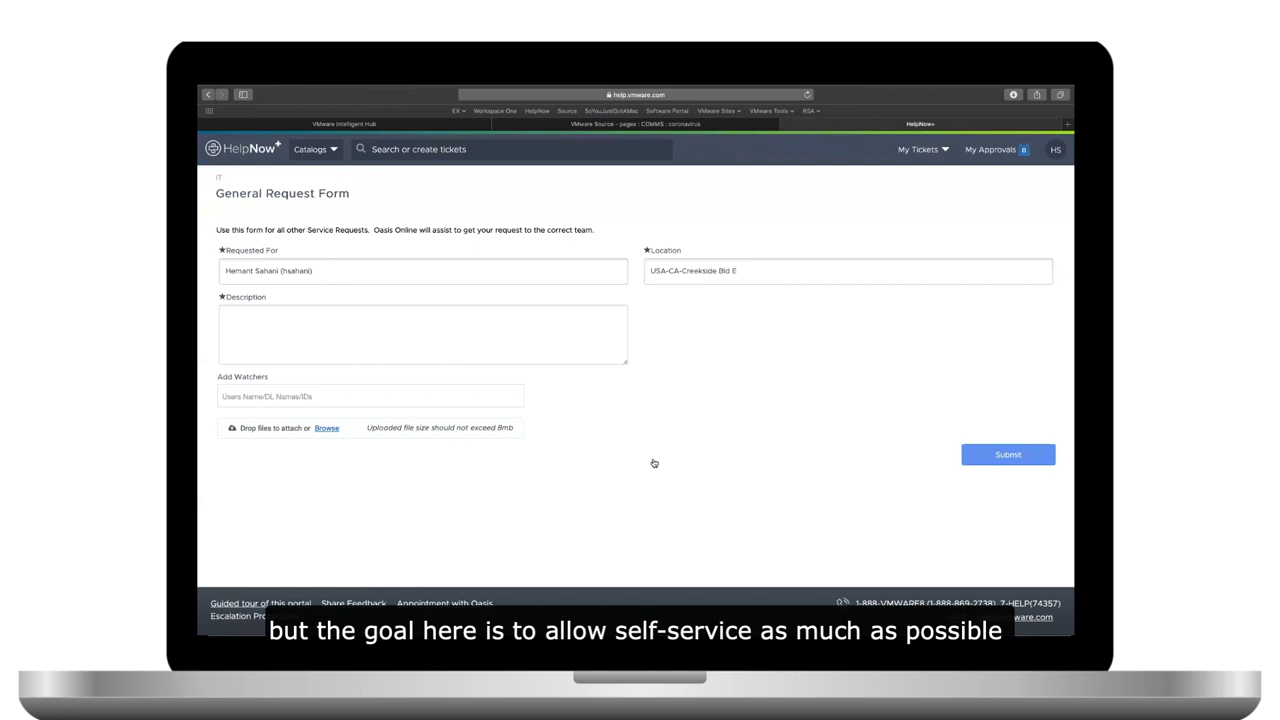 help.vmware.com
EX Workspace One HelpNow Source SoYouJustGotAMac Software Portal VMware Sites VMware Tools RSA
VMware Intelligent Hub
VMware Source - pages : COMMS : coronavirus
HelpNow+
HelpNow+ Catalogs Search or create tickets My Tickets My Approvals 0 HS
IT
General Request Form
Use this form for all other Service Requests. Oasis Online will assist to get your request to the correct team.
★Requested For
★Location
Hemant Sahani (hsahani)
USA-CA-Creekside Bld E
★Description
Add Watchers
Users Name/DL Names/IDs
Drop files to attach or Browse Uploaded file size should not exceed 8mb
Submit
Guided tour of this portal Share Feedback Appointment with Oasis
1-888-VMWARE8 (1-888-869-2738), 7-HELP(74357)
Escalation
ware.com
but the goal here is to allow self-service as much as possible